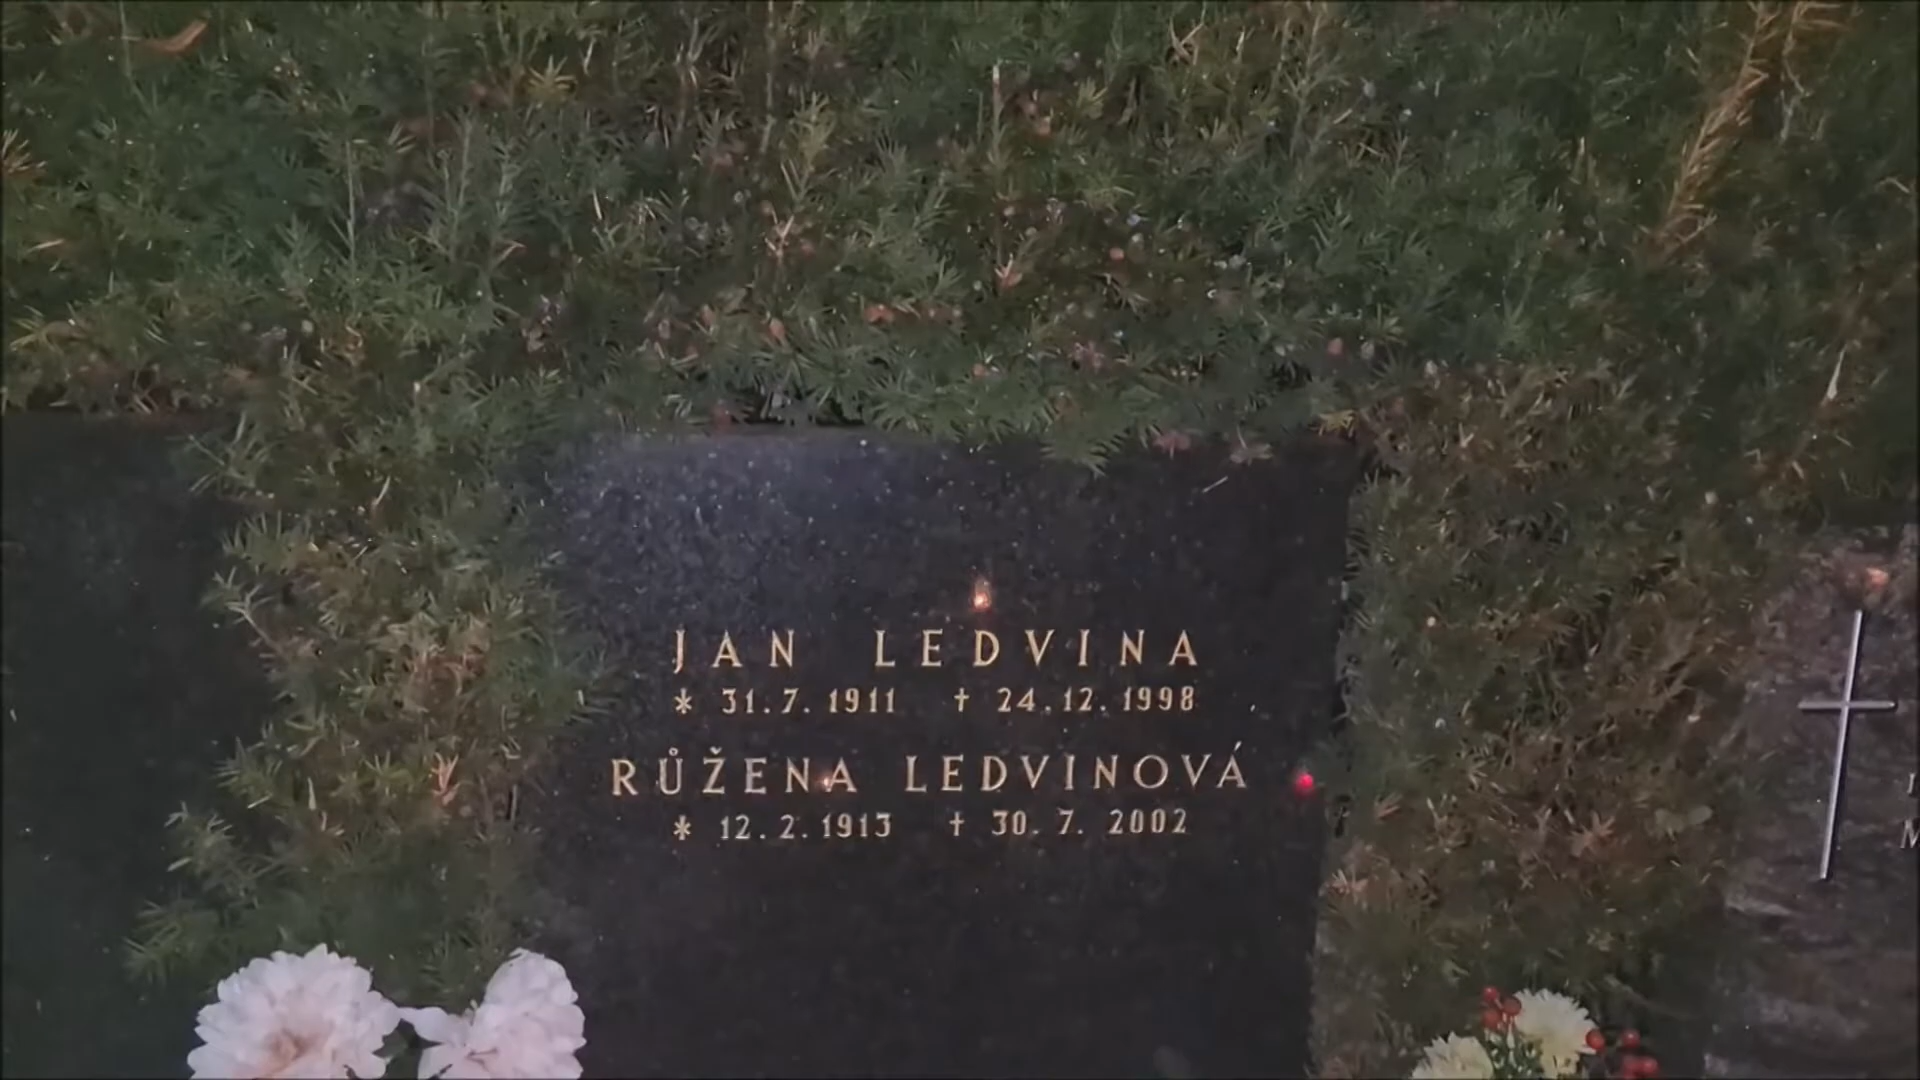 JAN LEDVINA
* 31. 7. 1911 † 24. 12. 1998
RŮŽENA LEDVINOVÁ
* 12. 2. 1913 † 30. 7. 2002